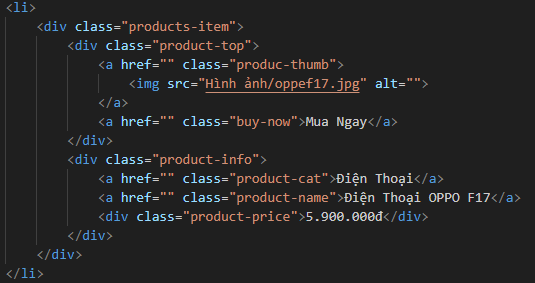 <li>
<div class="products-item">
<div class="product-top">
<a href="" class="produc-thumb">
<img src="Hình ảnh/oppef17.jpg" alt="">
</a>
<a href="" class="buy-now">Mua Ngay</a>
</div>
<div class="product-info">
<a href="" class="product-cat">Điện Thoại</a>
<a href="" class="product-name">Điện Thoại OPPO F17</a>
<div class="product-price">5.900.000đ</div>
</div>
</div>
</li>